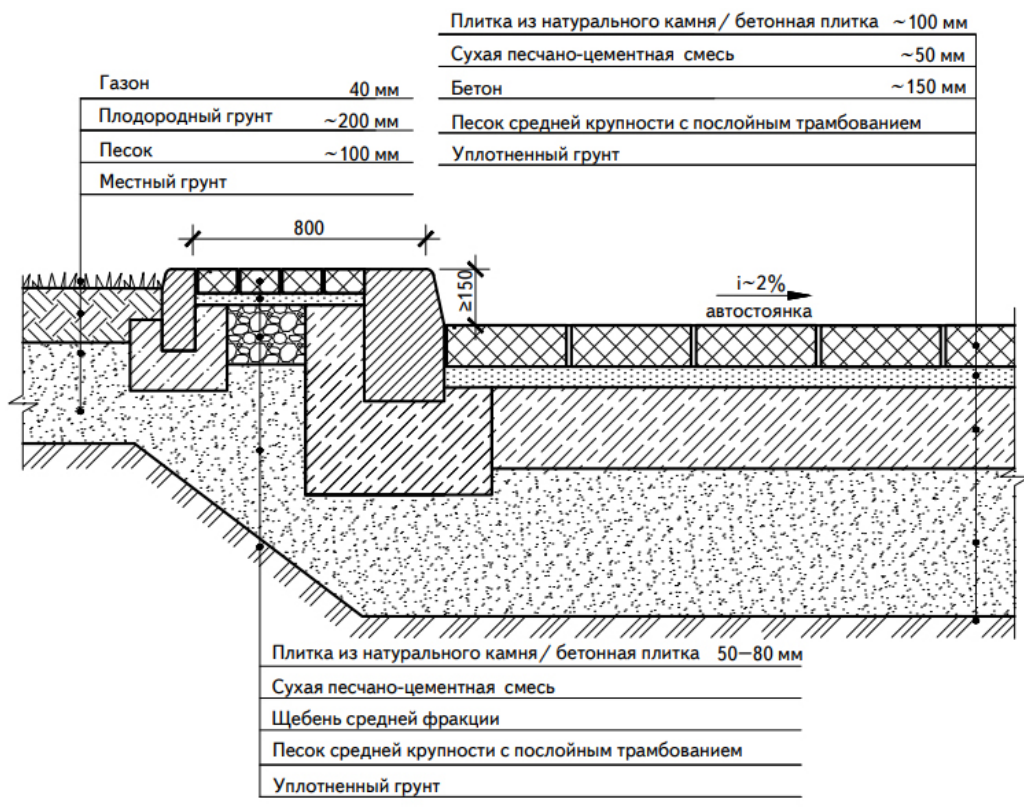 Плитка из натурального камня/ бетонная плитка ~100 мм
Сухая песчано-цементная смесь ~50 мм
Бетон ~150 мм
Песок средней крупности с послойным трамбованием
Уплотненный грунт
Газон 40 мм
Плодородный грунт ~200 мм
Песок ~100 мм
Местный грунт
800
≥150
i~2%
автостоянка
Плитка из натурального камня/ бетонная плитка 50—80 мм
Сухая песчано-цементная смесь
Щебень средней фракции
Песок средней крупности с послойным трамбованием
Уплотненный грунт